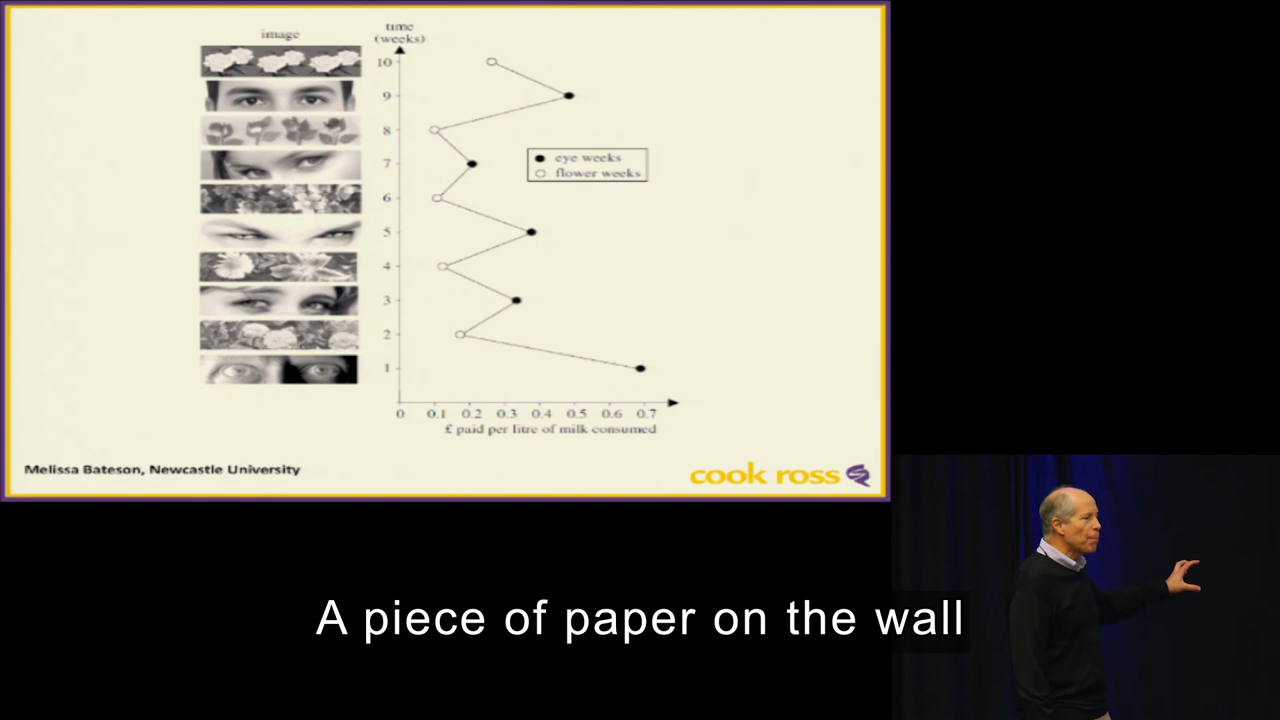 image
time
(weeks)
10
9
8
7
6
5
4
3
2
1
eye weeks
flower weeks
0 0.1 0.2 0.3 0.4 0.5 0.6 0.7
£ paid per litre of milk consumed
Melissa Bateson, Newcastle University
cook ross
A piece of paper on the wall